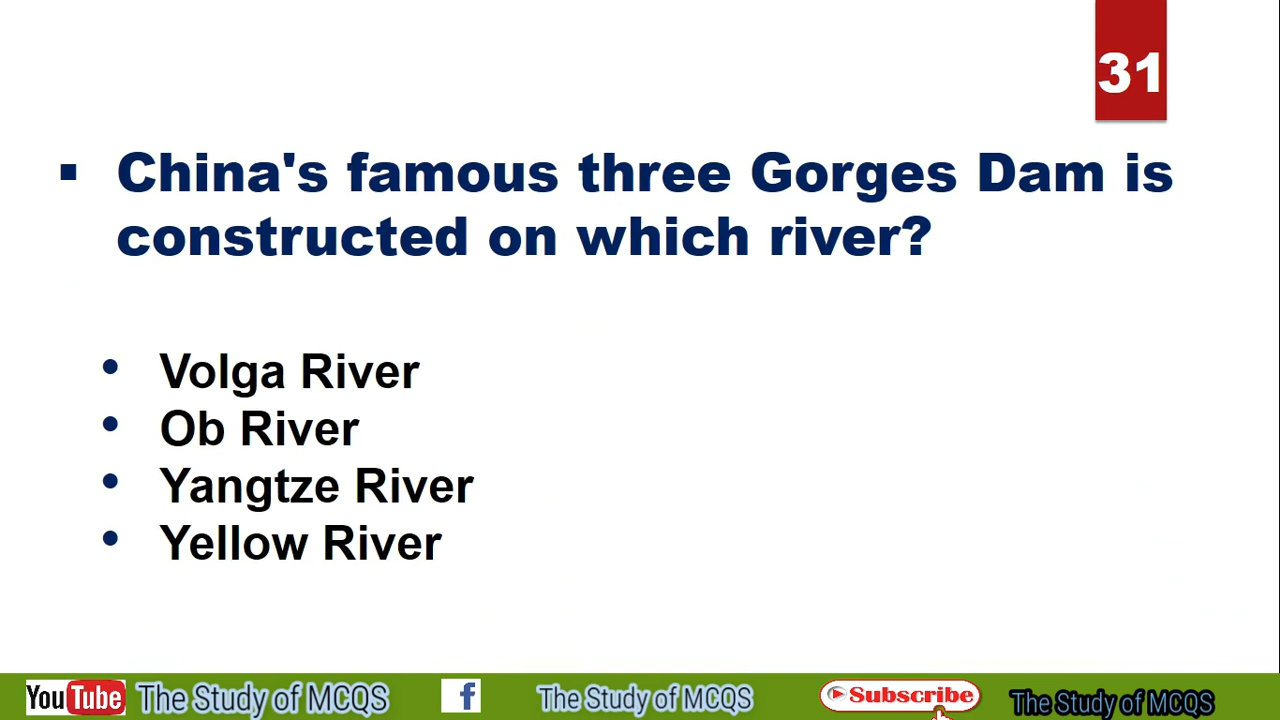 31
▪ China's famous three Gorges Dam is
constructed on which river?
• Volga River
• Ob River
• Yangtze River
• Yellow River
YouTube The Study of MCQS f The Study of MCQS Subscribe The Study of MCQS